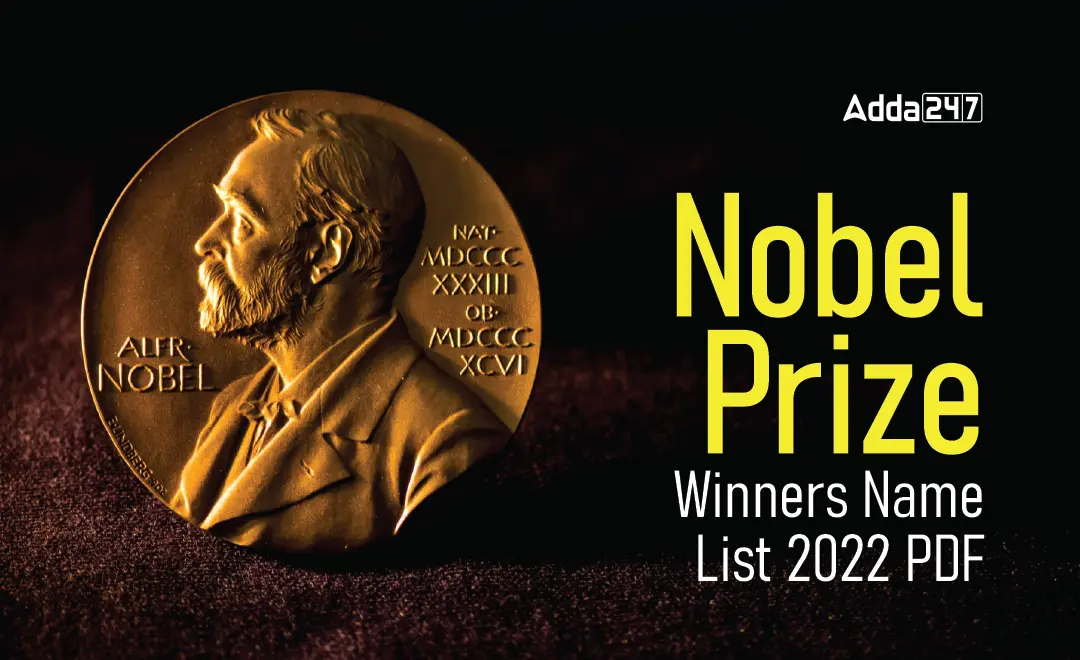 Adda247
Nobel
Prize
Winners Name
List 2022 PDF
ALFR·
NOBEL
NAT·
MDCCC
XXXIII
OB·
MDCCC
XCVI